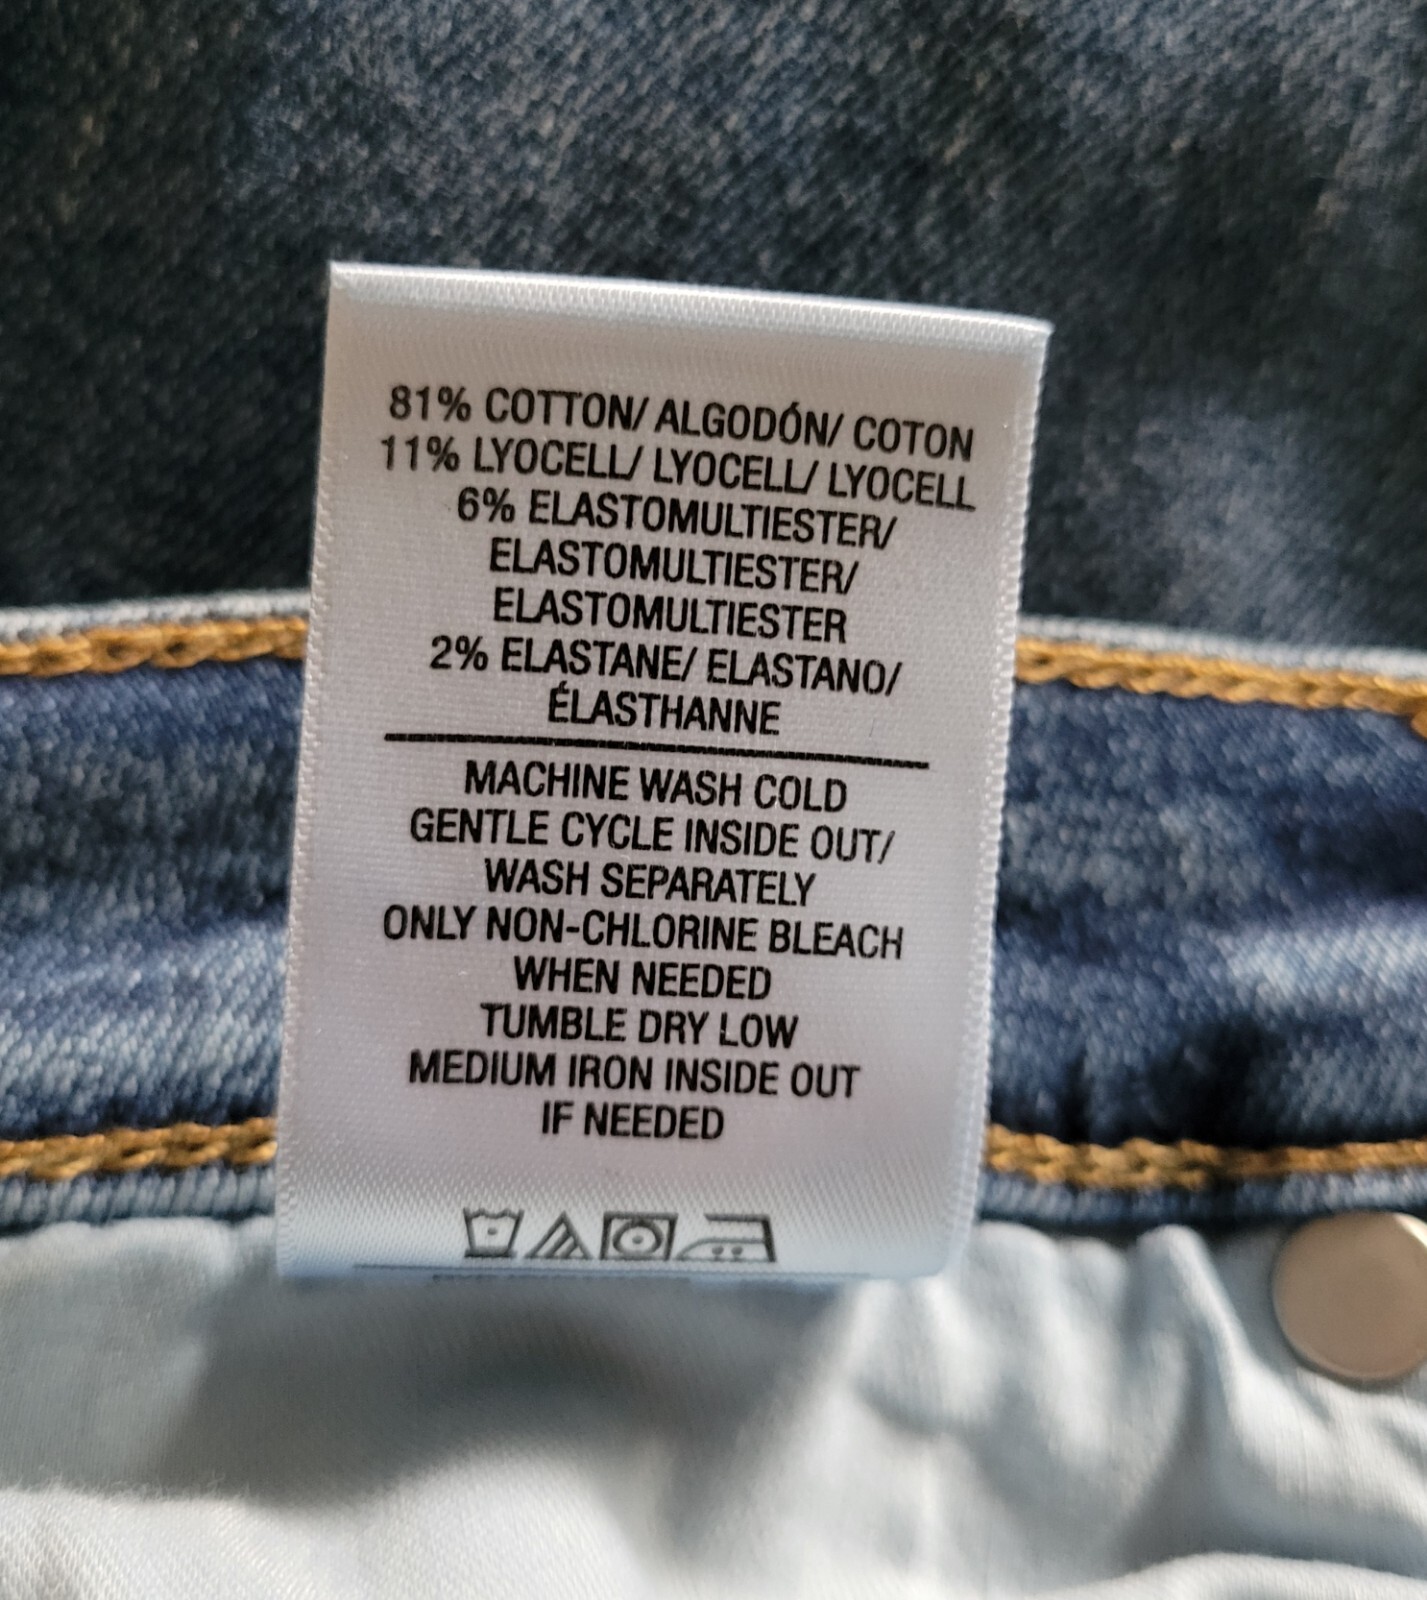 81% COTTON/ ALGODÓN/ COTON
11% LYOCELL/ LYOCELL/ LYOCELL
6% ELASTOMULTIESTER/
ELASTOMULTIESTER/
ELASTOMULTIESTER
2% ELASTANE/ ELASTANO/
ÉLASTHANNE
MACHINE WASH COLD
GENTLE CYCLE INSIDE OUT/
WASH SEPARATELY
ONLY NON-CHLORINE BLEACH
WHEN NEEDED
TUMBLE DRY LOW
MEDIUM IRON INSIDE OUT
IF NEEDED